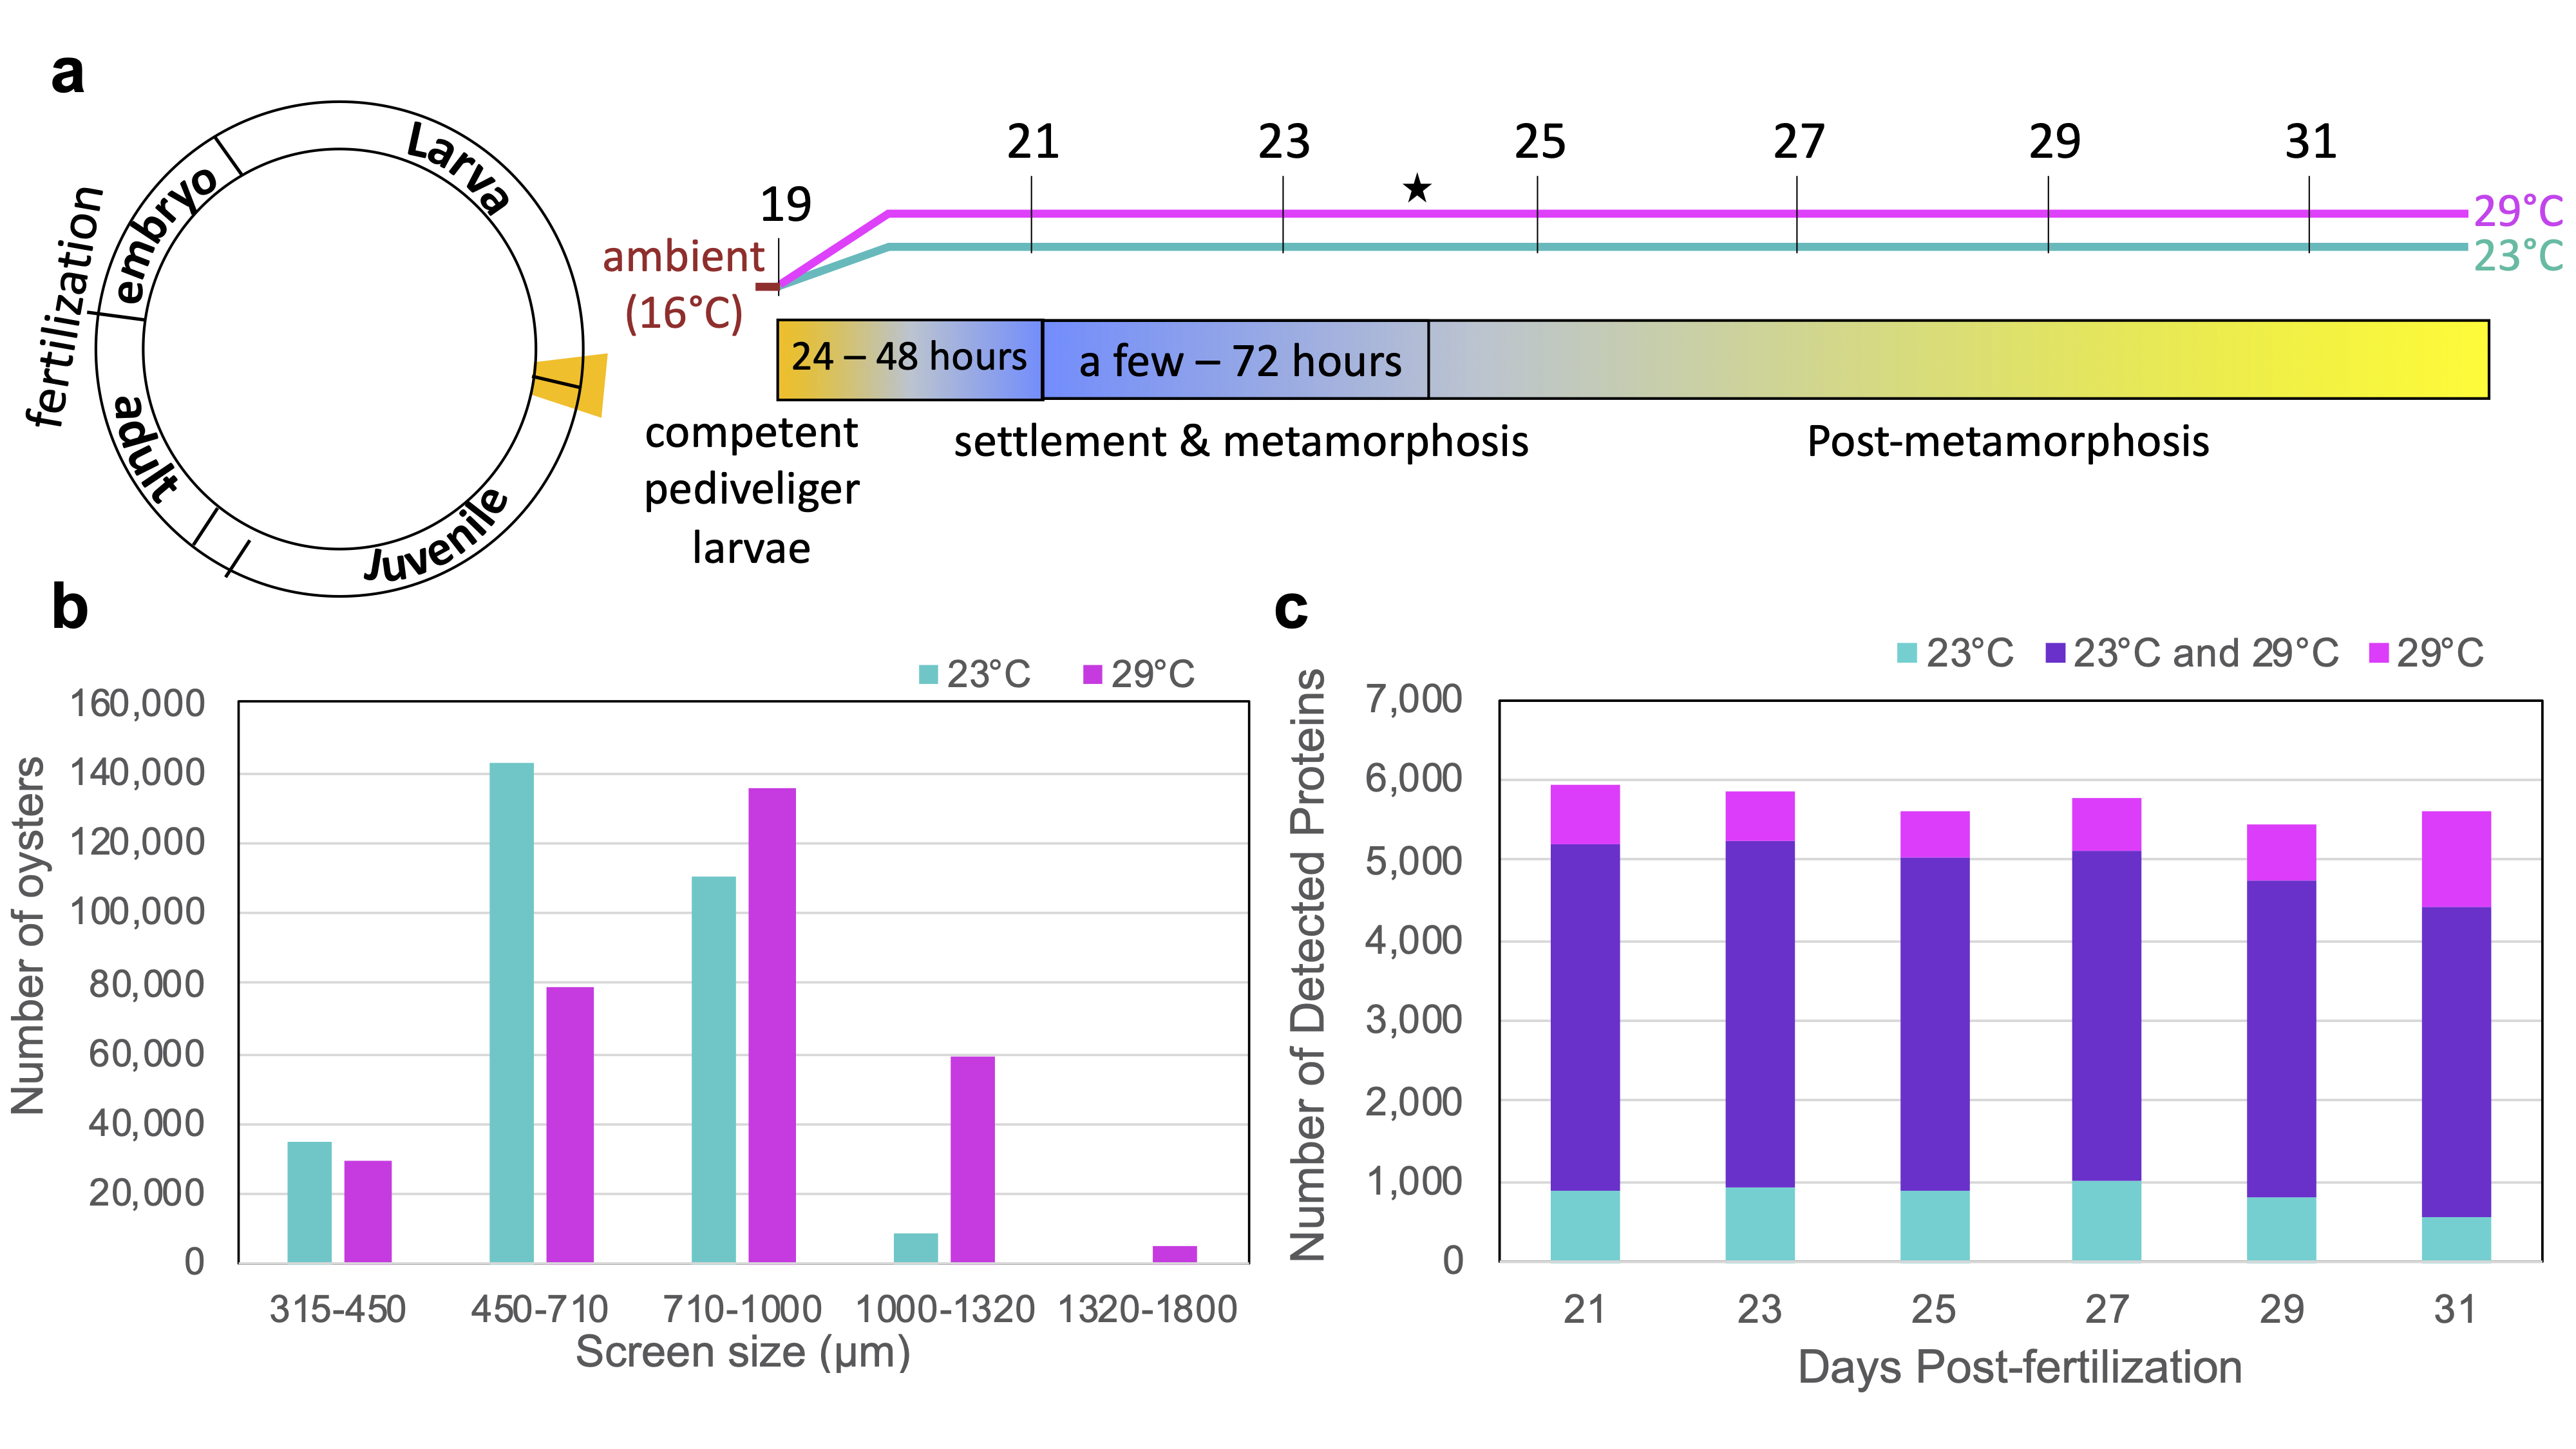 a
fertilization
embryo
Larva
Juvenile
adult
19
21
23
25
27
29
31
★
29°C
23°C
ambient
(16°C)
24 – 48 hours
a few – 72 hours
competent
pediveliger
larvae
settlement & metamorphosis
Post-metamorphosis
b
23°C
29°C
Number of oysters
160,000
140,000
120,000
100,000
80,000
60,000
40,000
20,000
0
315-450
450-710
710-1000
1000-1320
1320-1800
Screen size (µm)
c
23°C
23°C and 29°C
29°C
Number of Detected Proteins
7,000
6,000
5,000
4,000
3,000
2,000
1,000
0
21
23
25
27
29
31
Days Post-fertilization